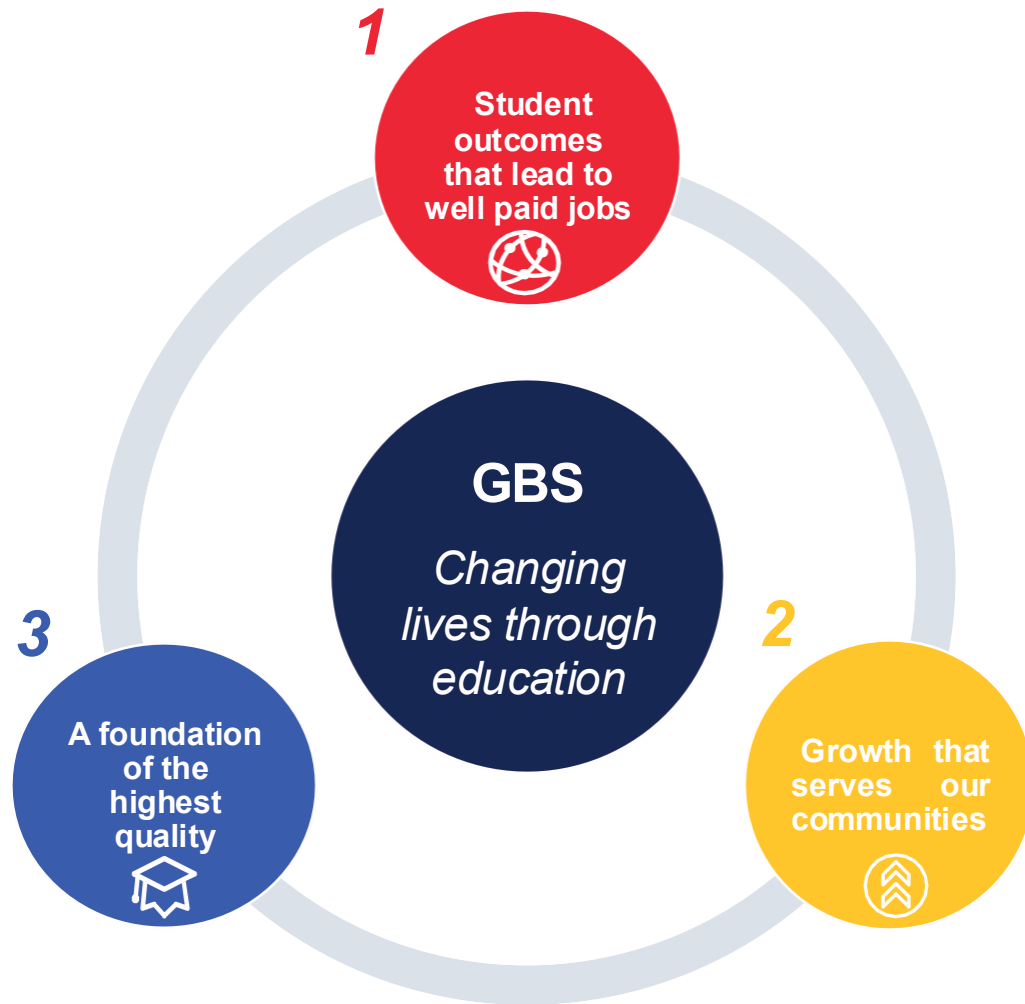 1
Student
outcomes
that lead to
well paid jobs
GBS
Changing
lives through
education
2
Growth that
serves our
communities
3
A foundation
of the
highest
quality